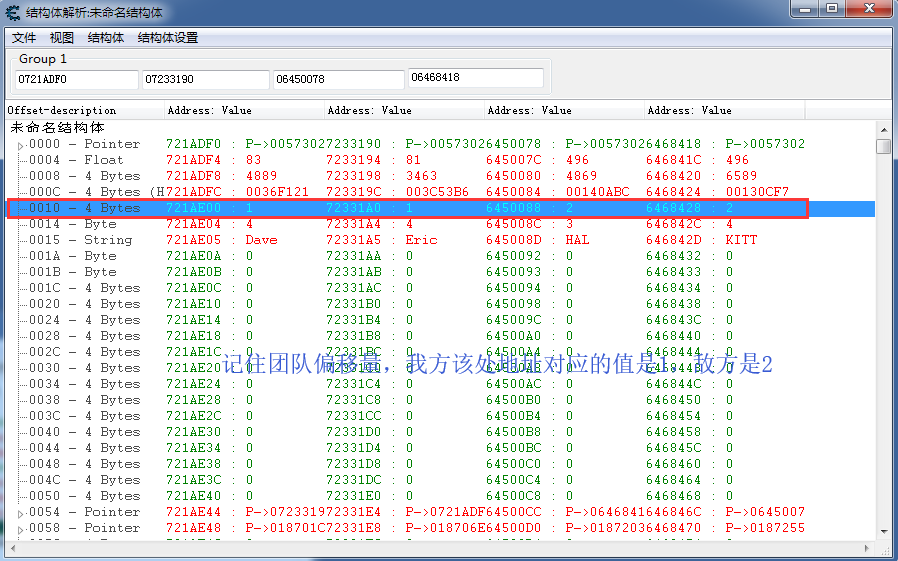 结构体解析:未命名结构体
文件 视图 结构体 结构体设置
Group 1
0721ADF0 07233190 06450078 06468418
Offset-description Address: Value Address: Value Address: Value Address: Value
未命名结构体
0000 - Pointer 721ADF0 : P->00573027233190 : P->00573026450078 : P->00573026468418 : P->0057302
0004 - Float 721ADF4 : 83 7233194 : 81 645007C : 496 646841C : 496
0008 - 4 Bytes 721ADF8 : 4889 7233198 : 3463 6450080 : 4869 6468420 : 6589
000C - 4 Bytes (H721ADFC : 0036F121 723319C : 003C53B6 6450084 : 00140ABC 6468424 : 00130CF7
0010 - 4 Bytes 721AE00 : 1 72331A0 : 1 6450088 : 2 6468428 : 2
0014 - Byte 721AE04 : 4 72331A4 : 4 645008C : 3 646842C : 4
0015 - String 721AE05 : Dave 72331A5 : Eric 645008D : HAL 646842D : KITT
001A - Byte 721AE0A : 0 72331AA : 0 6450092 : 0 6468432 : 0
001B - Byte 721AE0B : 0 72331AB : 0 6450093 : 0 6468433 : 0
001C - 4 Bytes 721AE0C : 0 72331AC : 0 6450094 : 0 6468434 : 0
0020 - 4 Bytes 721AE10 : 0 72331B0 : 0 6450098 : 0 6468438 : 0
0024 - 4 Bytes 721AE14 : 0 72331B4 : 0 645009C : 0 646843C : 0
0028 - 4 Bytes 721AE18 : 0 72331B8 : 0 64500A0 : 0 6468440 : 0
002C - 4 Bytes 721AE1C : 0 72331BC : 0 64500A4 : 0 6468444 : 0
记住团队偏移量，我方该处地址对应的值是1，敌方是2
0030 - 4 Bytes 721AE20 : 0 72331C0 : 0 64500A8 : 0 6468448 : 0
0034 - 4 Bytes 721AE24 : 0 72331C4 : 0 64500AC : 0 646844C : 0
0038 - 4 Bytes 721AE28 : 0 72331C8 : 0 64500B0 : 0 6468450 : 0
003C - 4 Bytes 721AE2C : 0 72331CC : 0 64500B4 : 0 6468454 : 0
0040 - 4 Bytes 721AE30 : 0 72331D0 : 0 64500B8 : 0 6468458 : 0
0044 - 4 Bytes 721AE34 : 0 72331D4 : 0 64500BC : 0 646845C : 0
0048 - 4 Bytes 721AE38 : 0 72331D8 : 0 64500C0 : 0 6468460 : 0
004C - 4 Bytes 721AE3C : 0 72331DC : 0 64500C4 : 0 6468464 : 0
0050 - 4 Bytes 721AE40 : 0 72331E0 : 0 64500C8 : 0 6468468 : 0
0054 - Pointer 721AE44 : P->072331972331E4 : P->0721ADF64500CC : P->0646841646846C : P->0645007
0058 - Pointer 721AE48 : P->018701C72331E8 : P->018706E64500D0 : P->01872036468470 : P->0187255